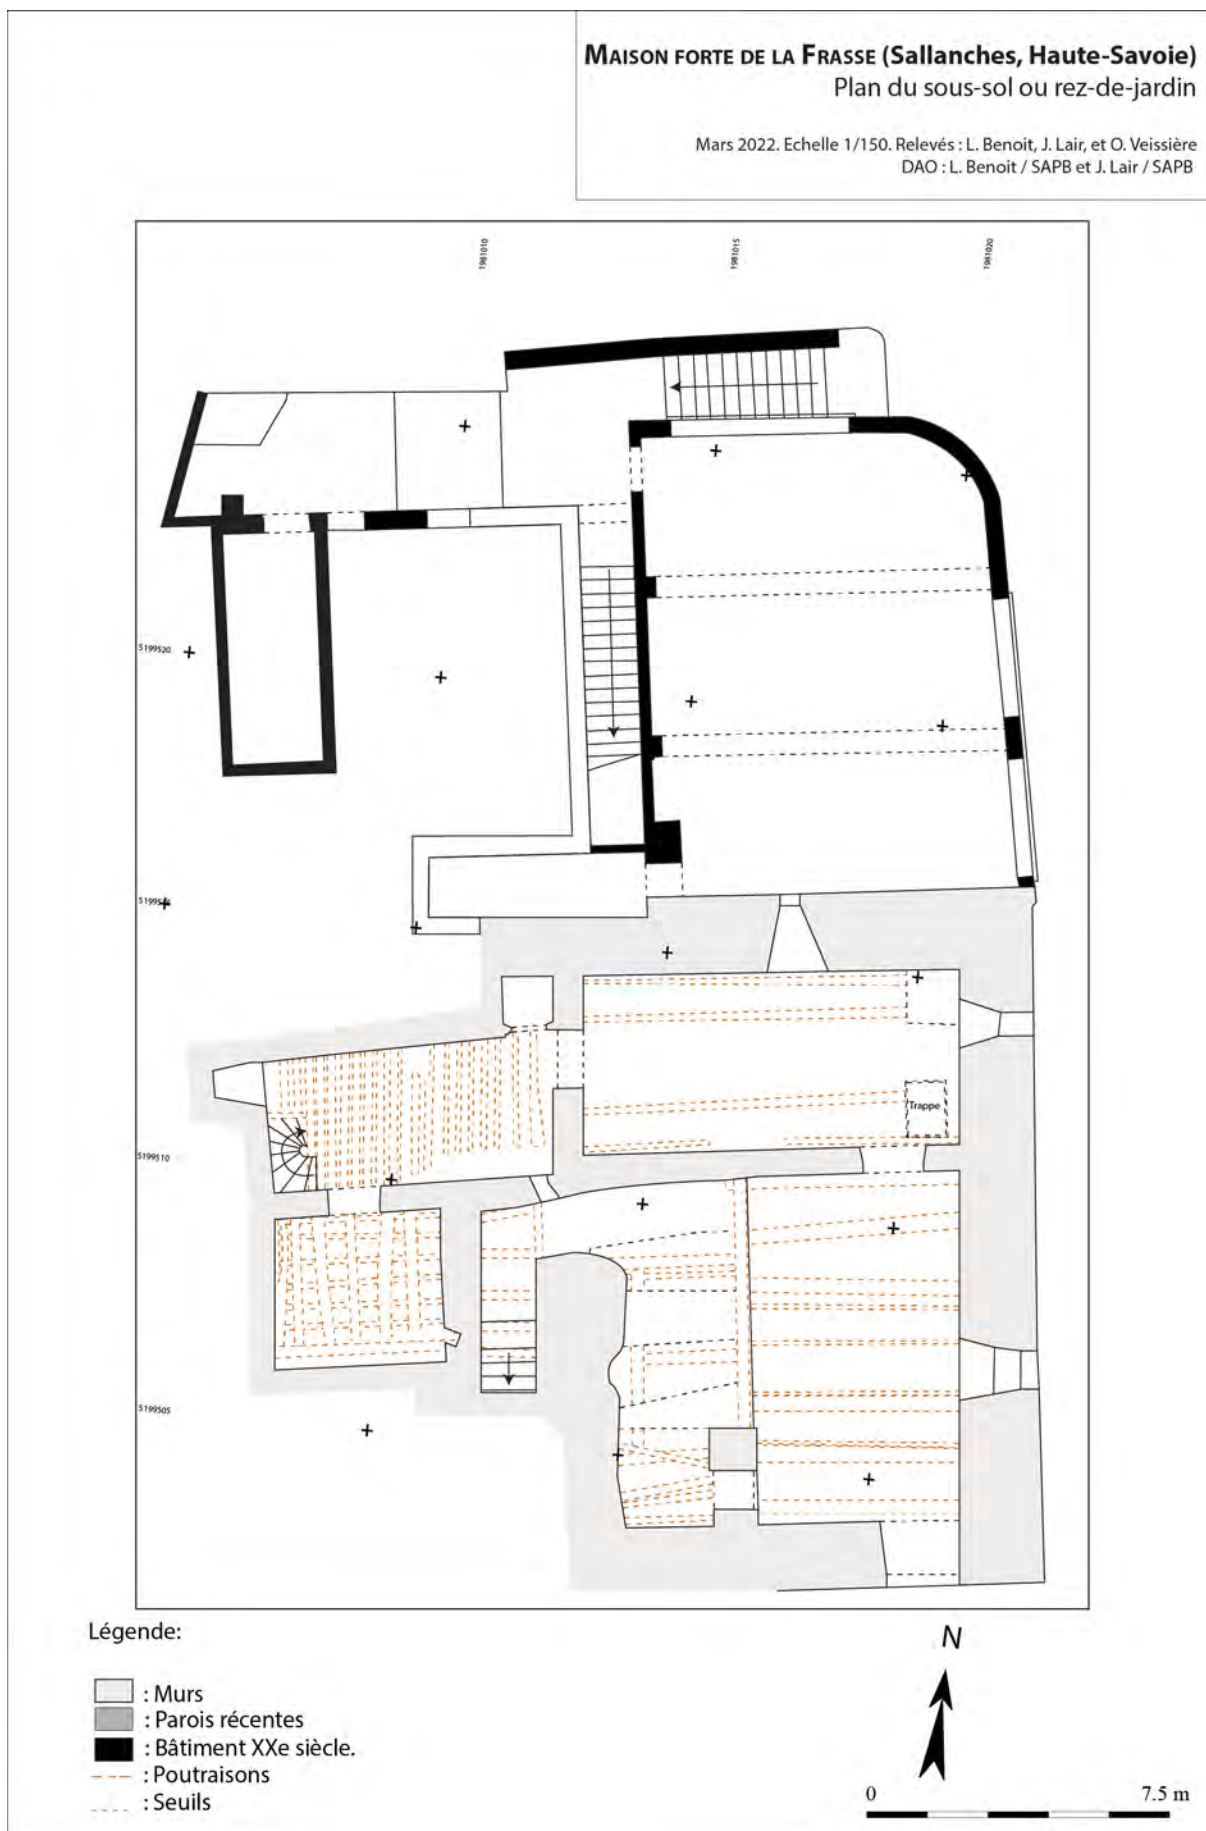 MAISON FORTE DE LA FRASSE (Sallanches, Haute-Savoie)
Plan du sous-sol ou rez-de-jardin
Mars 2022. Echelle 1/150. Relevés : L. Benoit, J. Lair, et O. Veissière
DAO : L. Benoit / SAPB et J. Lair / SAPB
1981010
1981015
1981020
5199520
Trappe
5199510
5199505
Légende:
: Murs
: Parois récentes
: Bâtiment XXe siècle.
: Poutraisons
: Seuils
N
0 7.5 m